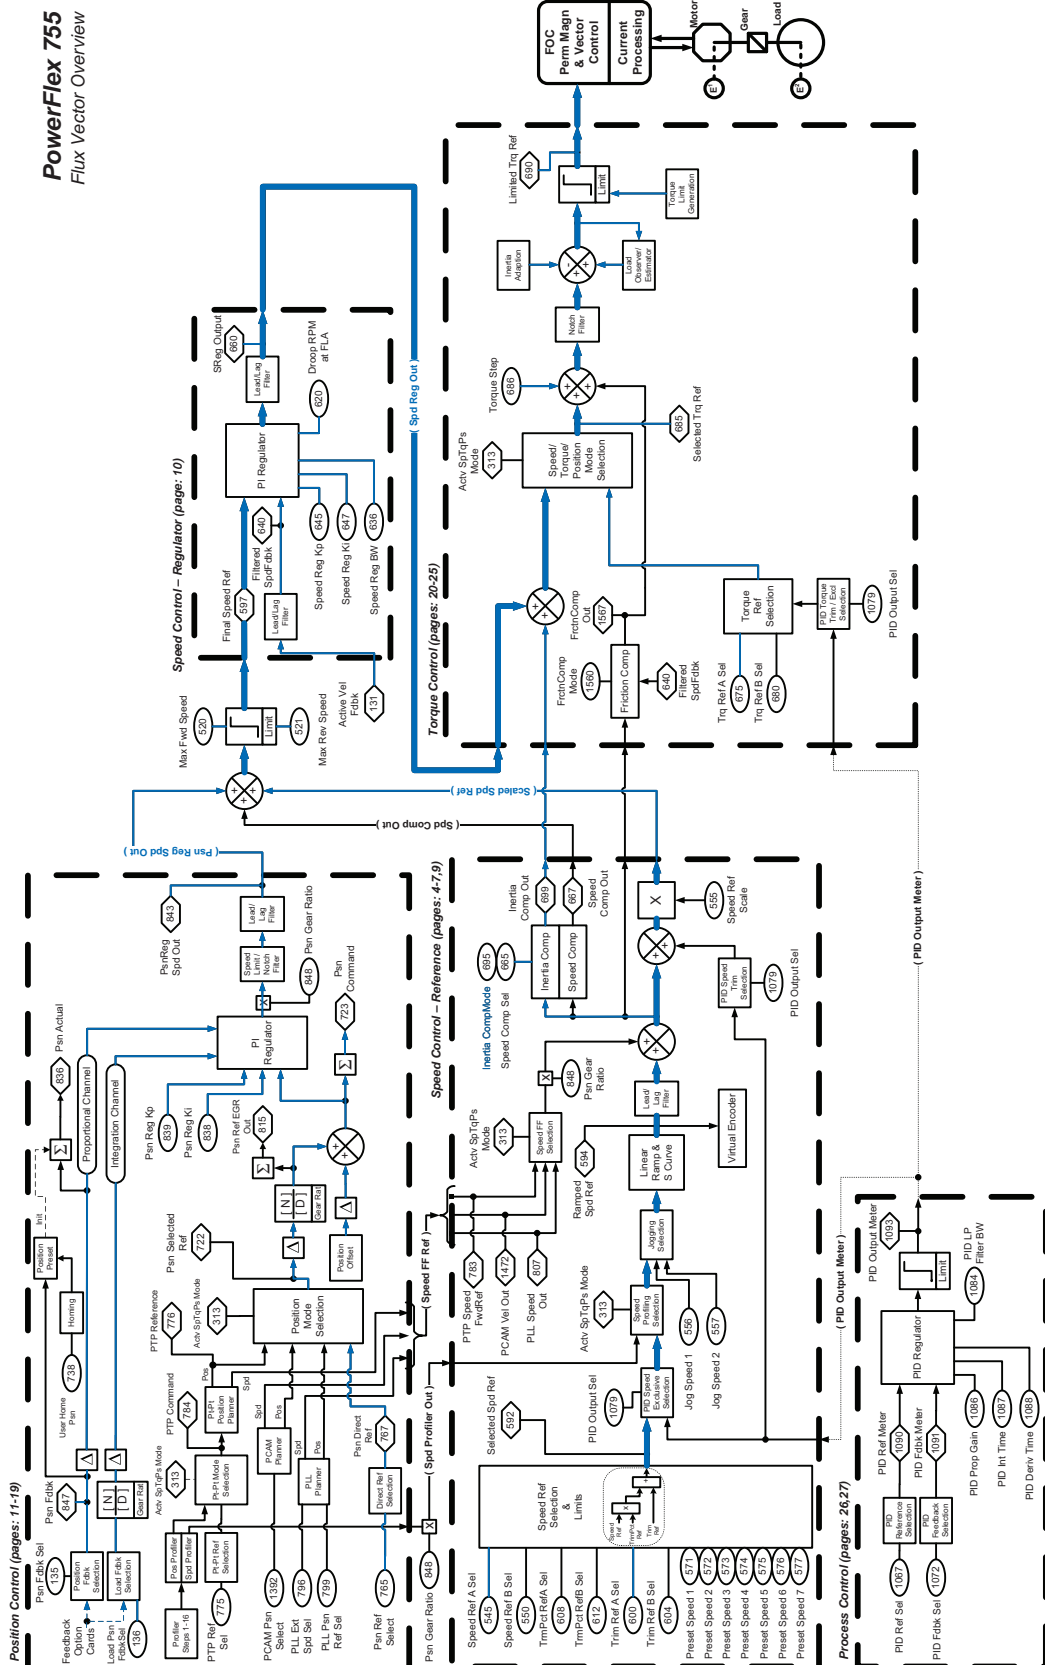 PowerFlex 755
Flux Vector Overview
Position Control (pages: 11-19)
Psn Fdbk Sel
135
Feedback
Option
Cards
Position
Fdbk
Selection
Load Fdbk
Selection
Load Psn
FdbkSel
136
Psn Fdbk
847
Δ
Δ
[ N ]
[ D ]
Gear Rat
User Home
Psn
738
Homing
Position
Preset
Init
Σ
Psn Actual
836
Proportional Channel
Integration Channel
Psn Reg Kp
839
Psn Reg Ki
838
PI
Regulator
X
848
Psn Gear Ratio
Speed
Limit /
Notch
Filter
Lead/
Lag
Filter
PsnReg
Spd Out
843
( Psn Reg Spd Out )
Psn Command
723
Σ
Psn Ref EGR
Out
815
Σ
[ N ]
[ D ]
Gear Rat
Δ
Δ
Position
Offset
+
+
Psn Selected
Ref
722
Position
Mode
Selection
Actv SpTqPs Mode
313
PTP Reference
776
PTP Command
784
Actv SpTqPs Mode
313
Pt-Pt
Position
Planner
Pos
Spd
Pt-Pt Mode
Selection
Pt-Pt Ref
Selection
Pos Profiler
Spd Profiler
Profiler
Steps 1-16
PTP Ref
Sel
775
PCAM Psn
Select
1392
PCAM
Planner
Spd
Pos
PLL Ext
Spd Sel
796
PLL Psn
Ref Sel
799
PLL
Planner
Spd
Pos
Psn Ref
Select
765
Direct Ref
Selection
Psn Direct
Ref
767
Psn Gear Ratio
848
X
( Spd Profiler Out )
( Speed FF Ref )
Speed Control – Reference (pages: 4-7,9)
Speed Ref A Sel
545
Speed Ref B Sel
550
TrmPct RefA Sel
608
TrmPct RefB Sel
612
Trim Ref A Sel
600
Trim Ref B Sel
604
Preset Speed 1
571
Preset Speed 2
572
Preset Speed 3
573
Preset Speed 4
574
Preset Speed 5
575
Preset Speed 6
576
Preset Speed 7
577
Speed Ref
Selection
&
Limits
Speed
Ref
TrimPct
Ref
Trim
Ref
X
+
Selected Spd Ref
592
PID Output Sel
1079
PID Speed
Exclusive
Selection
Actv SpTqPs Mode
313
Speed
Profiling
Selection
Jog Speed 1
556
Jog Speed 2
557
Jogging
Selection
Linear
Ramp &
S Curve
Ramped
Spd Ref
594
Virtual Encoder
Lead/
Lag
Filter
PTP Speed
FwdRef
783
PCAM Vel Out
1472
PLL Speed
Out
807
Actv SpTqPs
Mode
313
Speed FF
Selection
X
848
Psn Gear
Ratio
+
+
Inertia CompMode
695
Speed Comp Sel
665
Inertia Comp
Speed Comp
Inertia
Comp Out
699
667
Speed
Comp Out
PID Speed
Trim
Selection
1079
PID Output Sel
+
+
X
555
Speed Ref
Scale
( Scaled Spd Ref )
( Spd Comp Out )
Speed Control – Regulator (page: 10)
+
+
+
Max Fwd Speed
520
Limit
521
Max Rev Speed
Active Vel
Fdbk
131
Final Speed Ref
597
Lead/Lag
Filter
Filtered
SpdFdbk
640
PI Regulator
Speed Reg Kp
645
Speed Reg Ki
647
Speed Reg BW
636
Droop RPM
at FLA
620
Lead/Lag
Filter
SReg Output
660
( Spd Reg Out )
Torque Control (pages: 20-25)
+
+
FrctnComp
Mode
1560
Friction Comp
640
Filtered
SpdFdbk
FrctnComp
Out
1567
Trq Ref A Sel
675
Trq Ref B Sel
680
Torque
Ref
Selection
PID Torque
Trim / Excl
Selection
1079
PID Output Sel
Actv SpTqPs
Mode
313
Speed/
Torque/
Position
Mode
Selection
685
Selected Trq Ref
Torque Step
686
+
+
+
Notch
Filter
Inertia
Adaption
Load
Observer/
Estimator
+
-
+
Limit
Limited Trq Ref
690
Torque
Limit
Generation
FOC
Perm Magn
& Vector
Control
Current
Processing
Motor
Gear
Load
E
E
( PID Output Meter )
( PID Output Meter )
Process Control (pages: 26,27)
PID Ref Sel
1067
PID Fdbk Sel
1072
PID
Reference
Selection
PID
Feedback
Selection
PID Ref Meter
1090
PID Fdbk Meter
1091
PID Regulator
PID Prop Gain
1086
PID Int Time
1087
PID Deriv Time
1088
PID LP
Filter BW
1084
Limit
PID Output Meter
1093